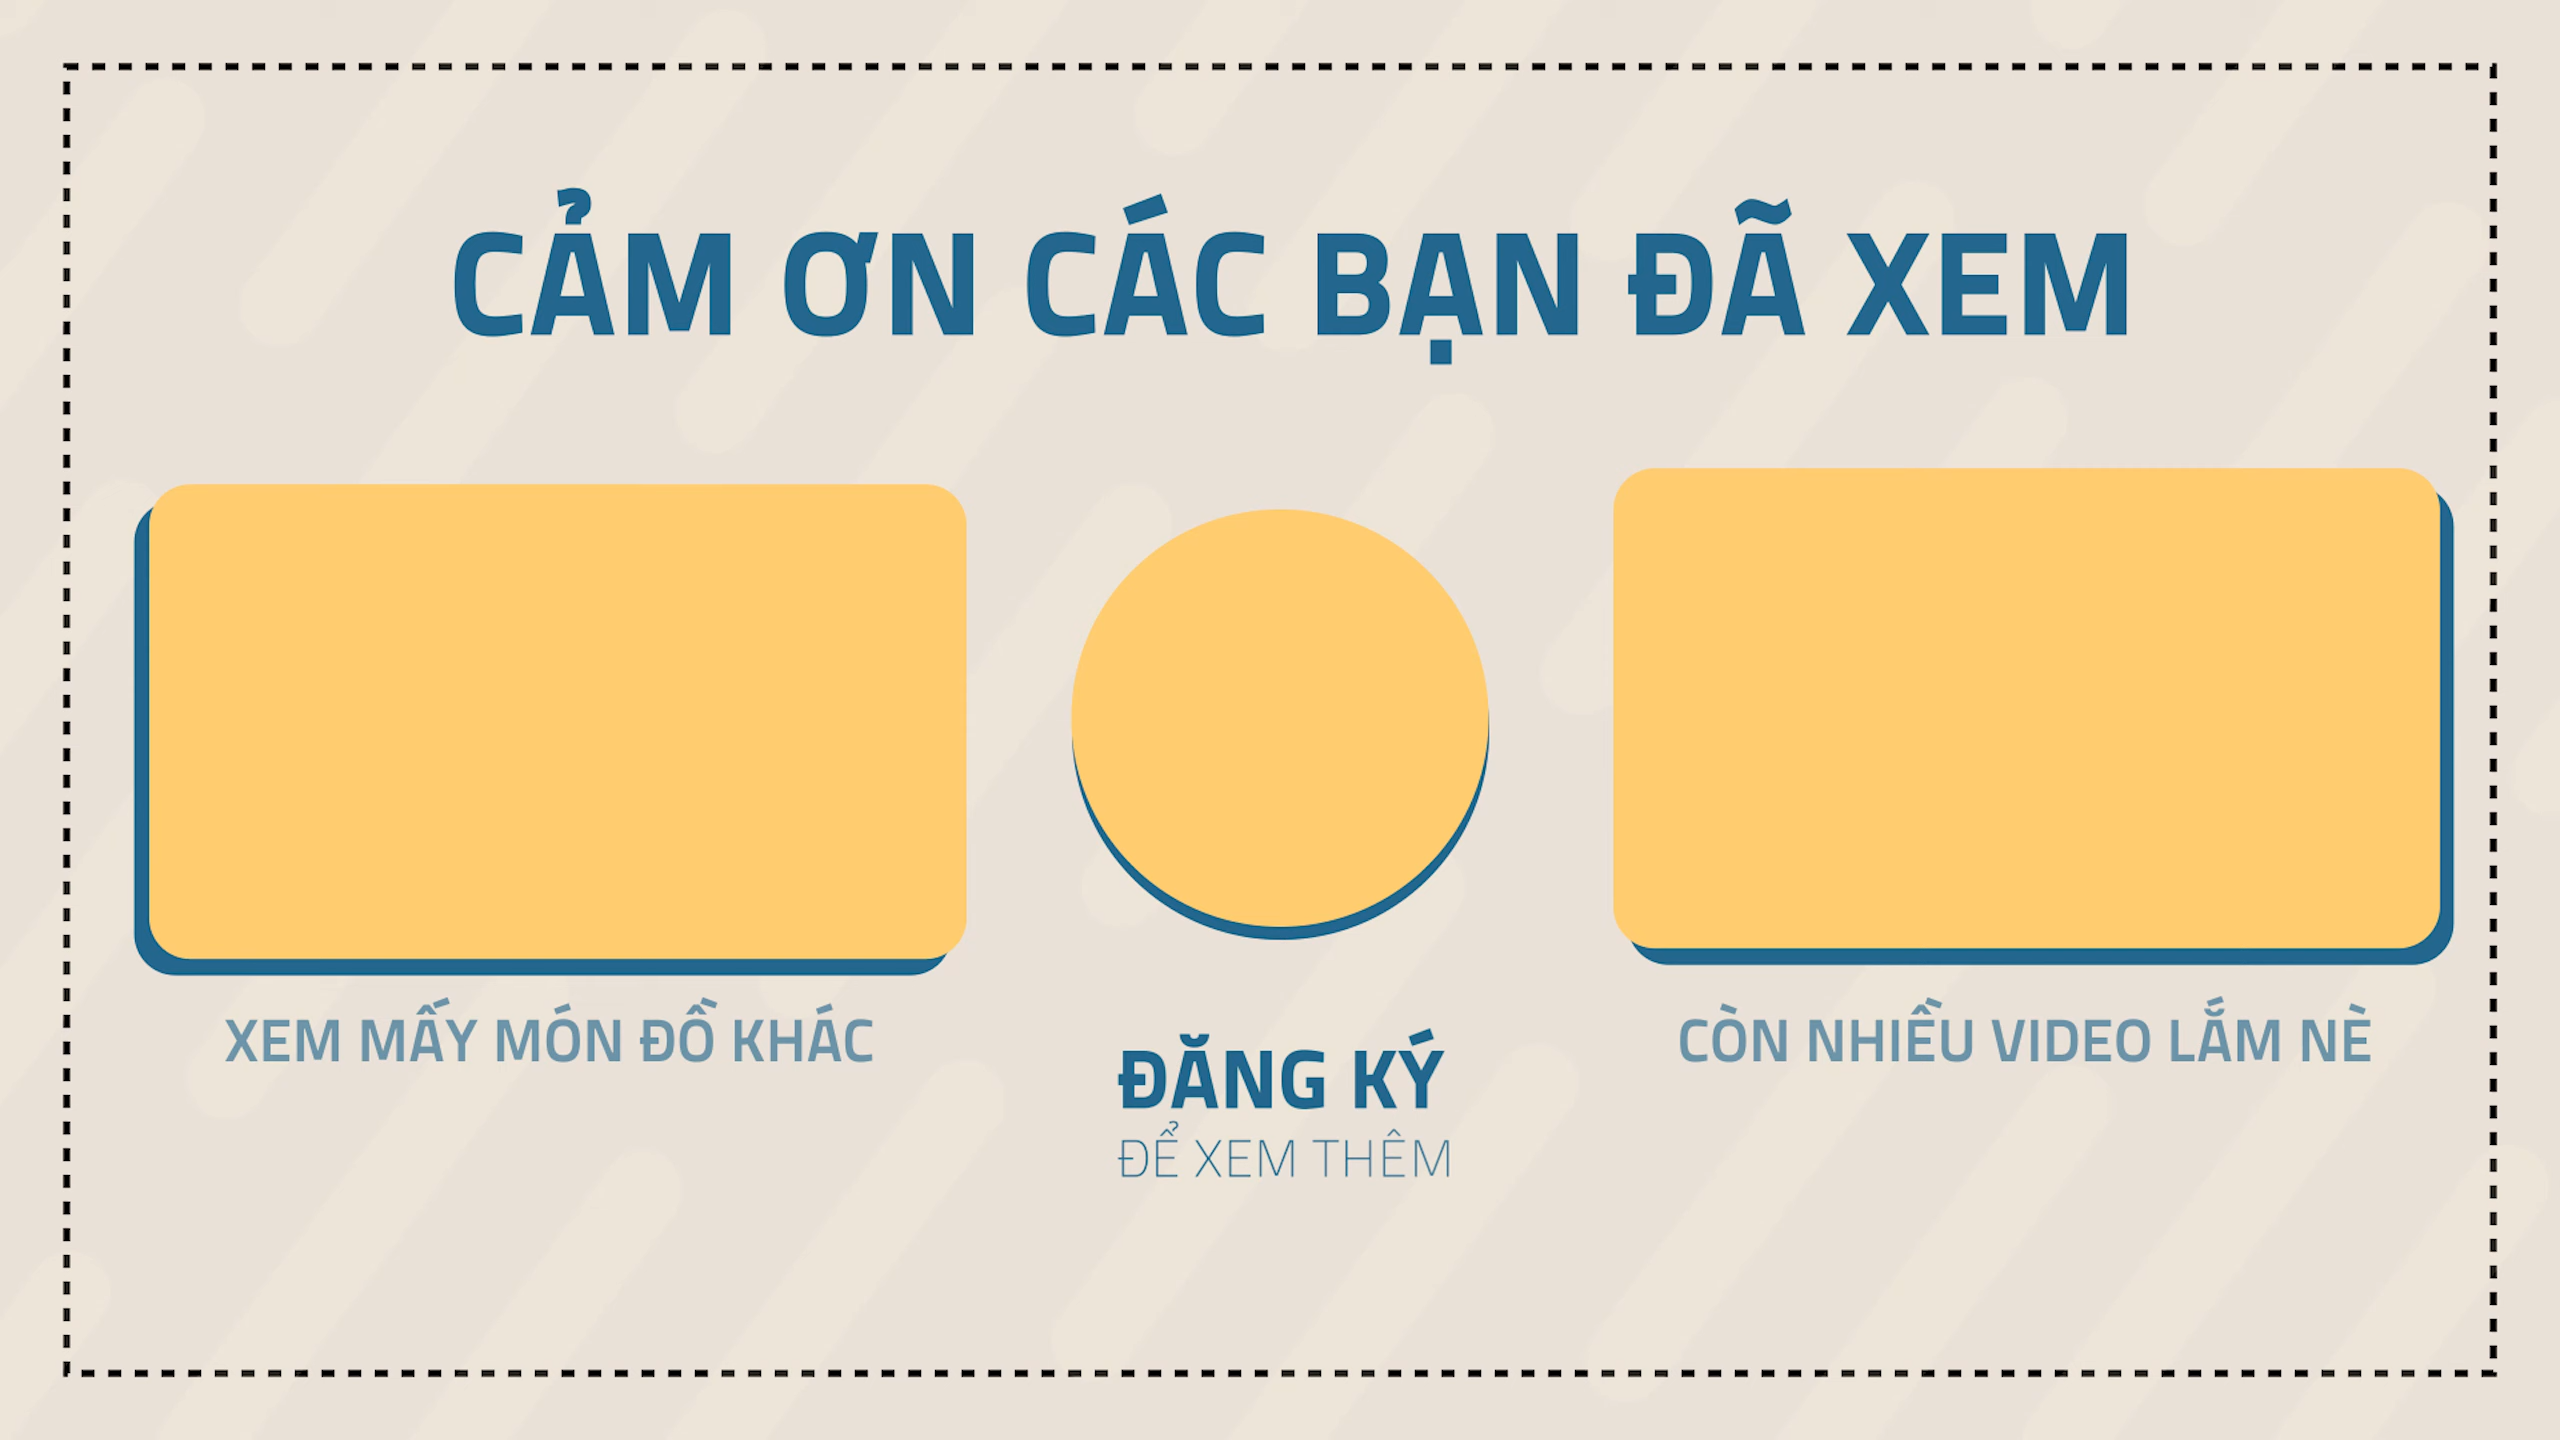 CẢM ƠN CÁC BẠN ĐÃ XEM
XEM MẤY MÓN ĐỒ KHÁC
ĐĂNG KÝ
ĐỂ XEM THÊM
CÒN NHIỀU VIDEO LẮM NÈ